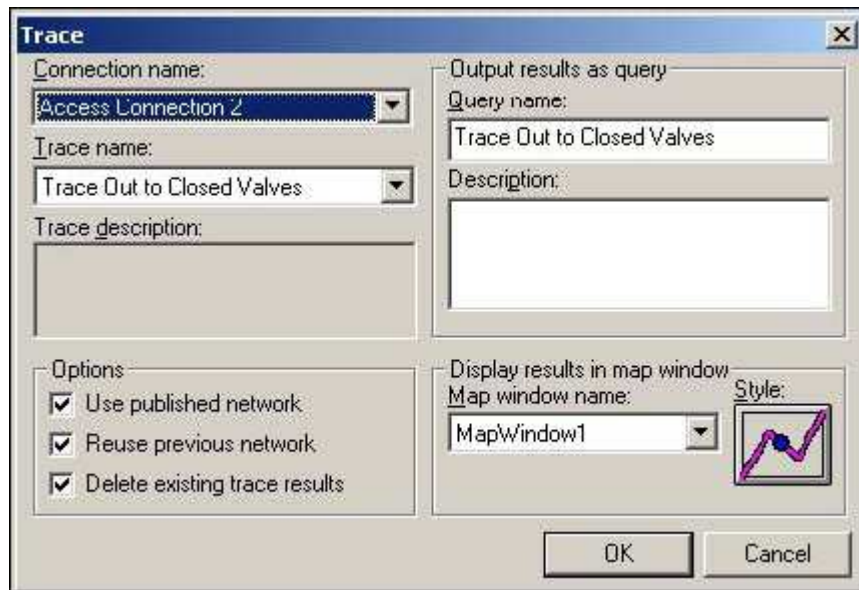 Trace
Connection name:
Access Connection 2
Trace name:
Trace Out to Closed Valves
Trace description:
Output results as query
Query name:
Trace Out to Closed Valves
Description:
Options
Use published network
Reuse previous network
Delete existing trace results
Display results in map window
Map window name:
MapWindow1
Style:
OK
Cancel